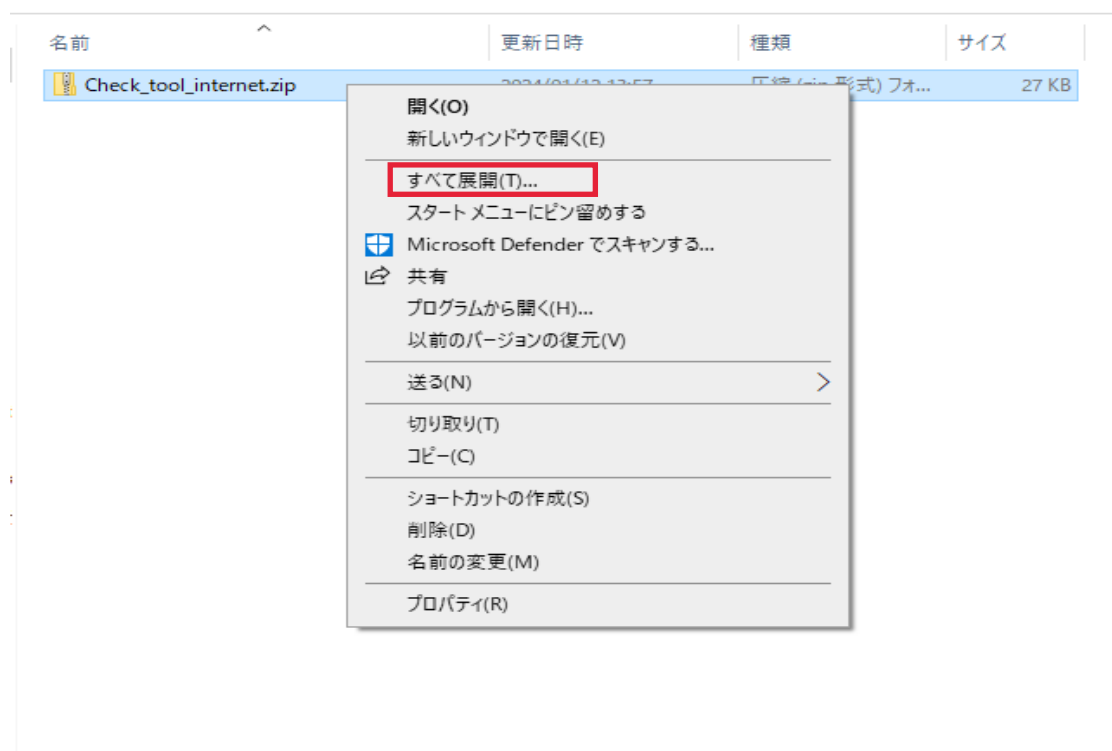 名前 更新日時 種類 サイズ
Check_tool_internet.zip フォ... 27 KB
開く(O)
新しいウィンドウで開く(E)
すべて展開(T)...
スタート メニューにピン留めする
Microsoft Defender でスキャンする...
共有
プログラムから開く(H)...
以前のバージョンの復元(V)
送る(N)
切り取り(T)
コピー(C)
ショートカットの作成(S)
削除(D)
名前の変更(M)
プロパティ(R)